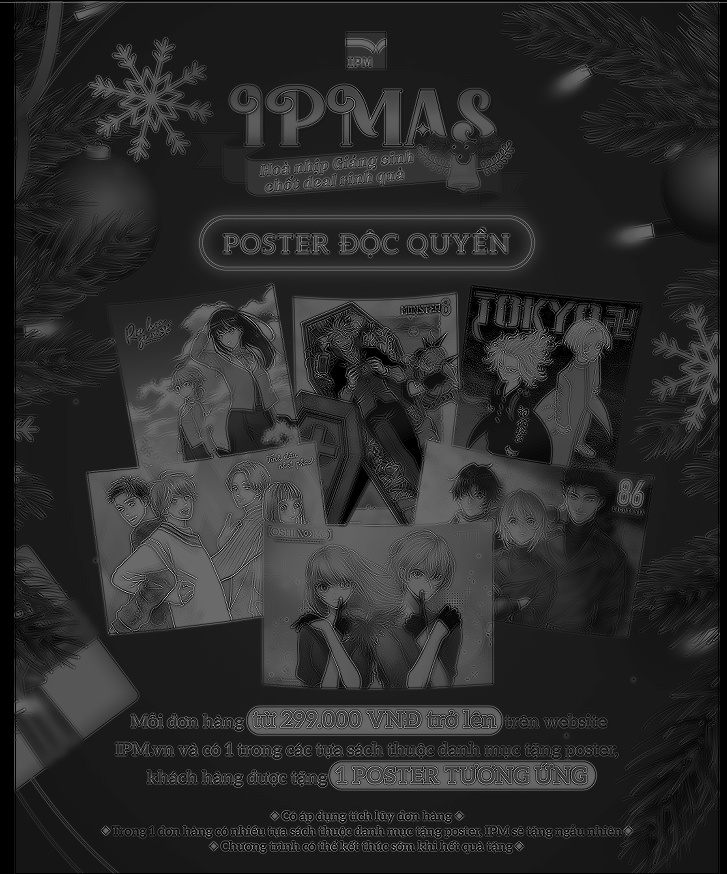 IPM
IPMAS
Hoà nhịp Giáng sinh
chốt deal rinh quà
POSTER ĐỘC QUYỀN
MONSTER 8
TOKYO 卍
86
OSHI NO KO
Mỗi đơn hàng từ 299.000 VNĐ trở lên trên website
IPM.vn và có 1 trong các tựa sách thuộc danh mục tặng poster,
khách hàng được tặng 1 POSTER TƯƠNG ỨNG
◈Có áp dụng tích lũy đơn hàng◈
◈Trong 1 đơn hàng có nhiều tựa sách thuộc danh mục tặng poster, IPM sẽ tặng ngẫu nhiên◈
◈Chương trình có thể kết thúc sớm khi hết quà tặng◈